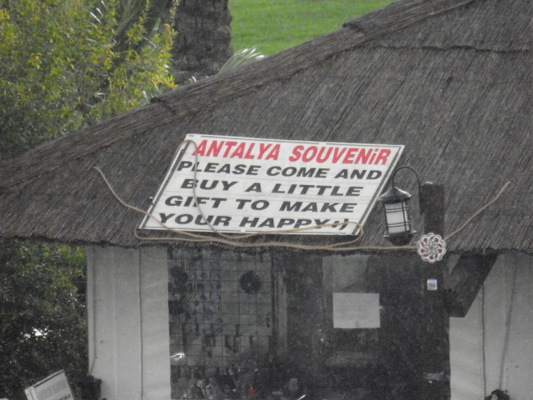 ANTALYA SOUVENiR
PLEASE COME AND
BUY A LITTLE
GIFT TO MAKE
YOUR HAPPY!)